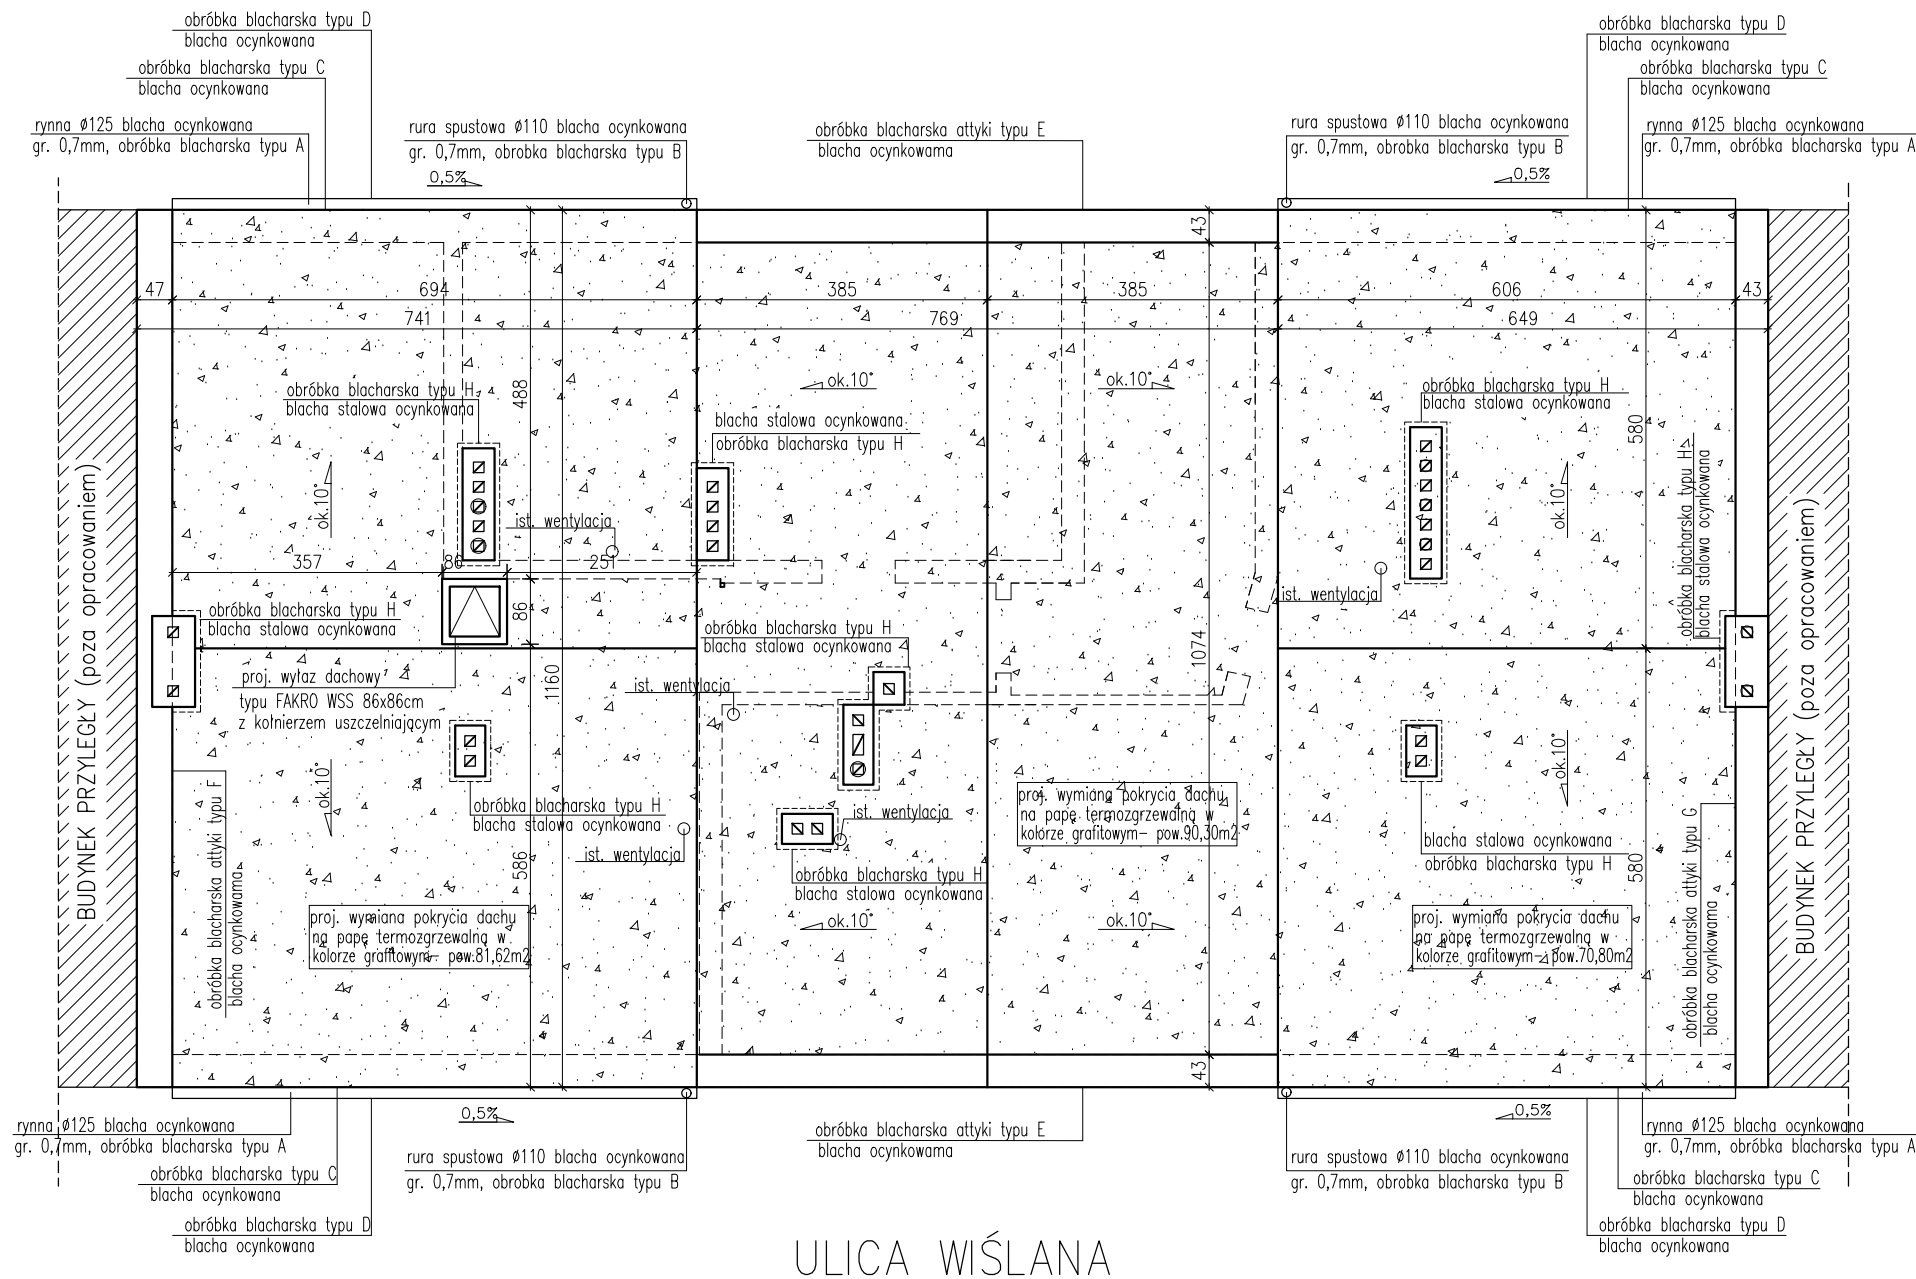 obróbka blacharska typu D
blacha ocynkowana
obróbka blacharska typu C
blacha ocynkowana
rynna Ø125 blacha ocynkowana
gr. 0,7mm, obróbka blacharska typu A
rura spustowa Ø110 blacha ocynkowana
gr. 0,7mm, obrobka blacharska typu B
0,5%
obróbka blacharska attyki typu E
blacha ocynkowama
rura spustowa Ø110 blacha ocynkowana
gr. 0,7mm, obrobka blacharska typu B
0,5%
obróbka blacharska typu D
blacha ocynkowana
obróbka blacharska typu C
blacha ocynkowana
rynna Ø125 blacha ocynkowana
gr. 0,7mm, obróbka blacharska typu A
43
47
694
385
385
606
43
741
769
649
ok.10°
ok.10°
obróbka blacharska typu H
blacha stalowa ocynkowana
488
blacha stalowa ocynkowana
obróbka blacharska typu H
obróbka blacharska typu H
blacha stalowa ocynkowana
580
obróbka blacharska typu H
blacha stalowa ocynkowana
BUDYNEK PRZYLEGŁY (poza opracowaniem)
BUDYNEK PRZYLEGŁY (poza opracowaniem)
ok.10°
ok.10°
ist. wentylacja
357
86
251
86
ist. wentylacja
obróbka blacharska typu H
blacha stalowa ocynkowana
obróbka blacharska typu H
blacha stalowa ocynkowana
1074
1160
proj. wyłaz dachowy
typu FAKRO WSS 86x86cm
z kołnierzem uszczelniającym
ist. wentylacja
ok.10°
ok.10°
obróbka blacharska attyki typu F
blacha ocynkowama
obróbka blacharska typu H
blacha stalowa ocynkowana
ist. wentylacja
ist. wentylacja
586
proj. wymiana pokrycia dachu
na papę termozgrzewalną w
kolorze grafitowym- pow.90,30m2
blacha stalowa ocynkowana
obróbka blacharska typu H
580
obróbka blacharska attyki typu G
blacha ocynkowama
obróbka blacharska typu H
blacha stalowa ocynkowana
ok.10°
ok.10°
proj. wymiana pokrycia dachu
na papę termozgrzewalną w
kolorze grafitowym- pow.81,62m2
proj. wymiana pokrycia dachu
na papę termozgrzewalną w
kolorze grafitowym- pow.70,80m2
43
0,5%
0,5%
rynna Ø125 blacha ocynkowana
gr. 0,7mm, obróbka blacharska typu A
obróbka blacharska typu C
blacha ocynkowana
obróbka blacharska typu D
blacha ocynkowana
rura spustowa Ø110 blacha ocynkowana
gr. 0,7mm, obrobka blacharska typu B
obróbka blacharska attyki typu E
blacha ocynkowama
rura spustowa Ø110 blacha ocynkowana
gr. 0,7mm, obrobka blacharska typu B
rynna Ø125 blacha ocynkowana
gr. 0,7mm, obróbka blacharska typu A
obróbka blacharska typu C
blacha ocynkowana
obróbka blacharska typu D
blacha ocynkowana
ULICA WIŚLANA